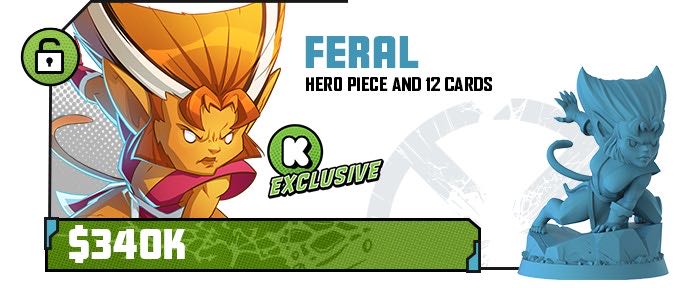 FERAL
HERO PIECE AND 12 CARDS
K
EXCLUSIVE
$340K